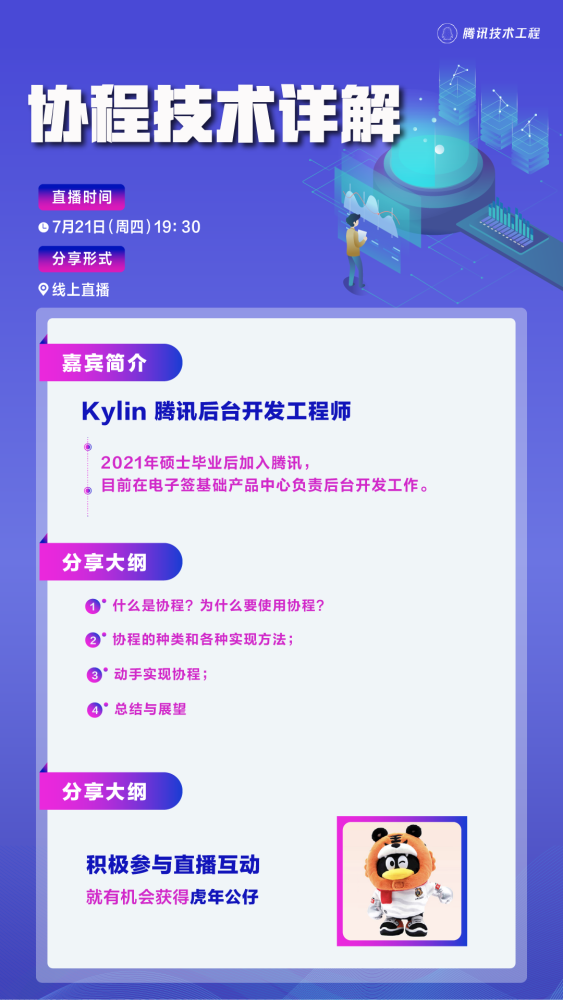 腾讯技术工程
协程技术详解
直播时间
7月21日(周四)19：30
分享形式
线上直播
嘉宾简介
Kylin 腾讯后台开发工程师
2021年硕士毕业后加入腾讯，
目前在电子签基础产品中心负责后台开发工作。
分享大纲
1 什么是协程？为什么要使用协程？
2 协程的种类和各种实现方法；
3 动手实现协程；
4 总结与展望
分享大纲
积极参与直播互动
就有机会获得虎年公仔